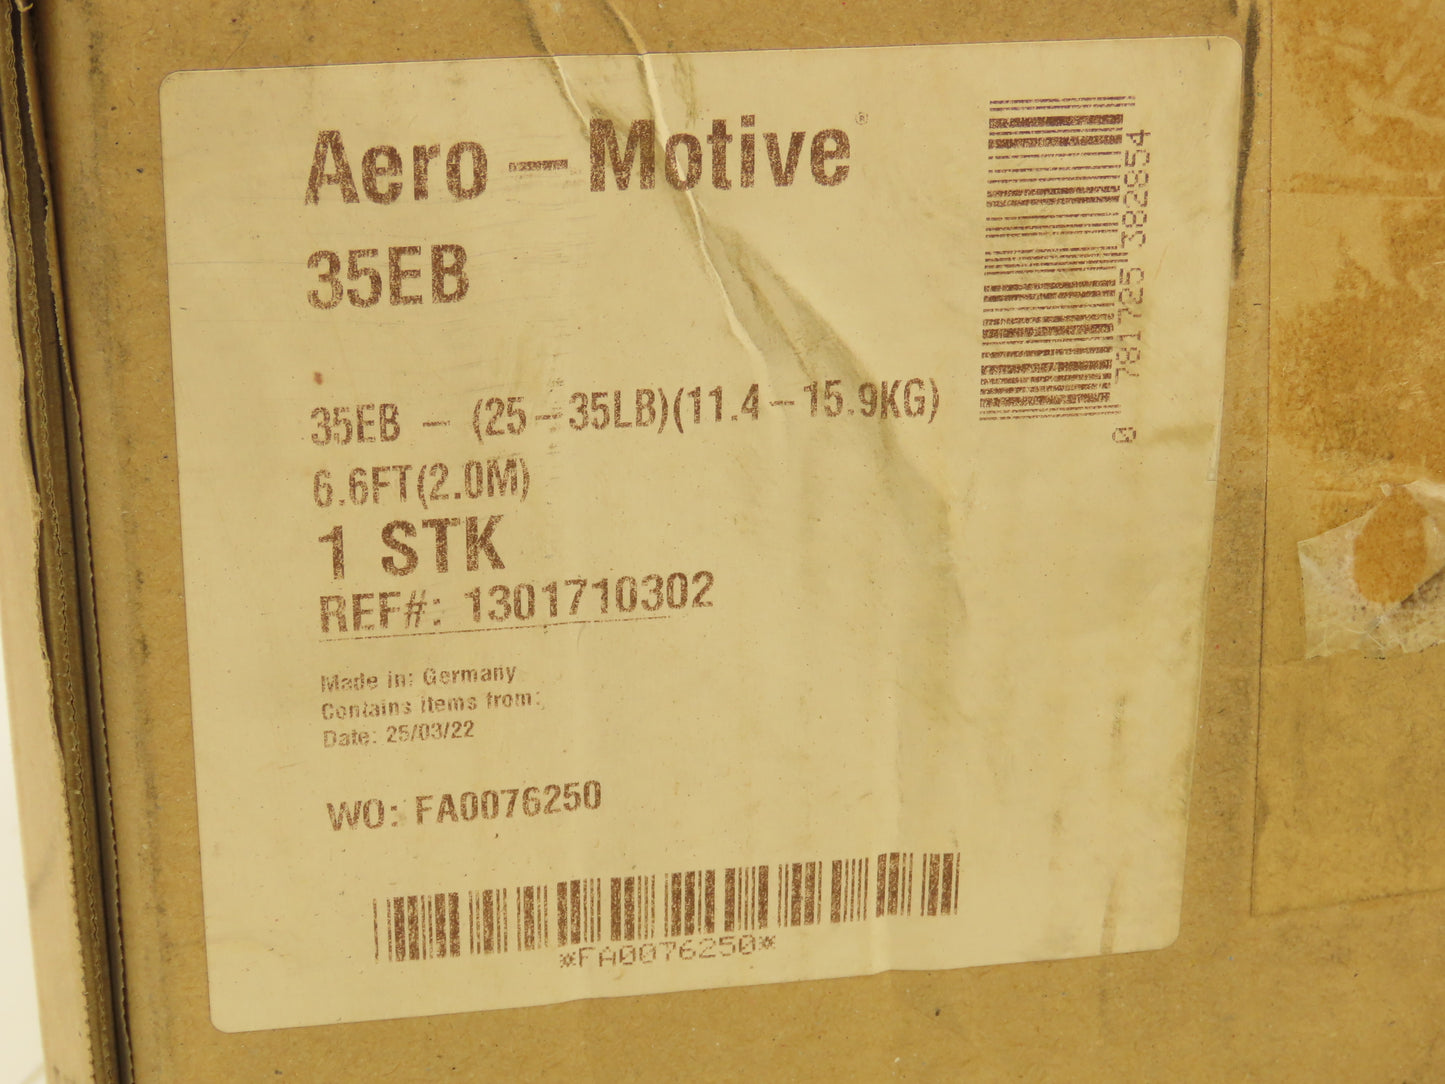 Aero-Motive®
35EB
35EB - (25-35LB)(11.4-15.9KG)
6.6FT(2.0M)
1 STK
REF#: 1301710302
Made in: Germany
Contains items from:
Date: 25/03/22
WO: FA0076250
*FA0076250*
0 781725 382854